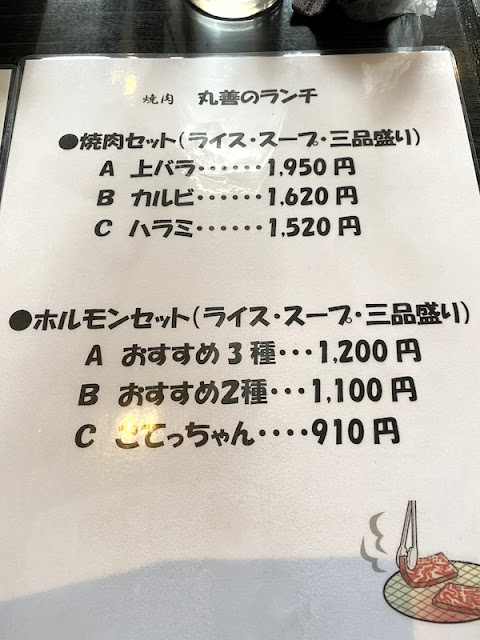 焼肉 丸善のランチ
●焼肉セット(ライス・スープ・三品盛り)
A 上バラ・・・・・・・1,950円
B カルビ・・・・・・・1,620円
C ハラミ・・・・・・・1,520円
●ホルモンセット(ライス・スープ・三品盛り)
A おすすめ3種・・・1,200円
B おすすめ2種・・・1,100円
C こてっちゃん・・・・910円